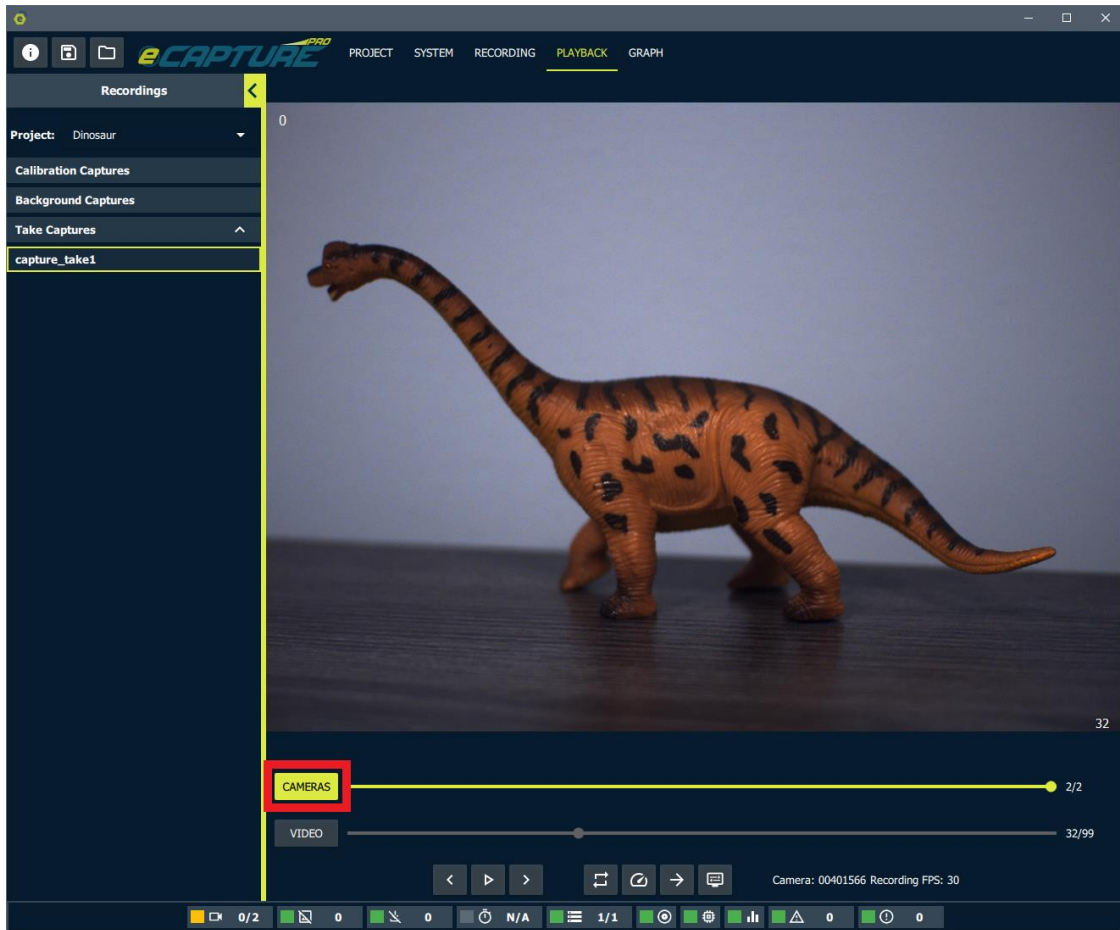 eCAPTURE PRO
PROJECT SYSTEM RECORDING PLAYBACK GRAPH
Recordings
Project: Dinosaur
0
Calibration Captures
Background Captures
Take Captures
capture_take1
32
CAMERAS 2/2
VIDEO 32/99
Camera: 00401566 Recording FPS: 30
0/2 0 0 N/A 1/1 0 0